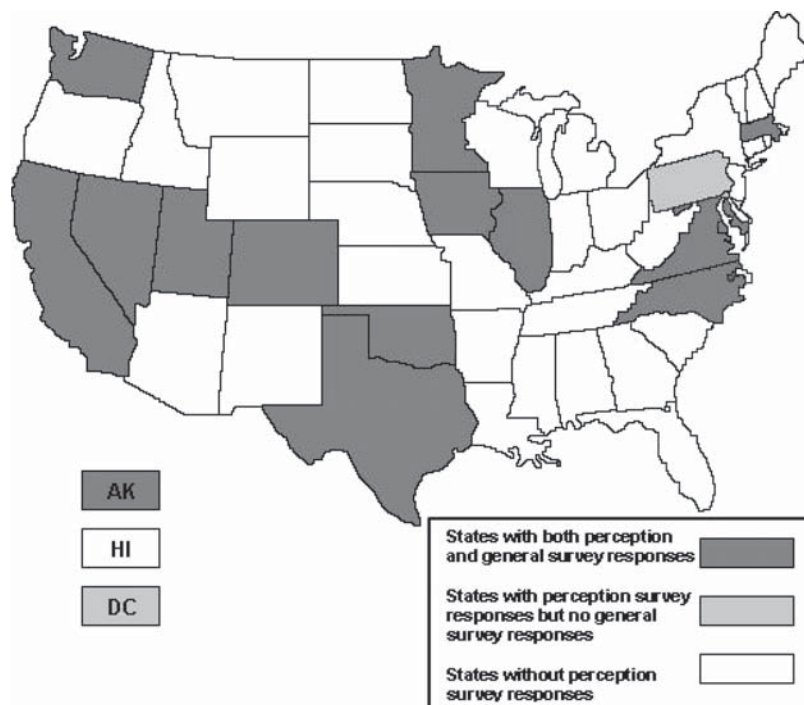 AK
HI
DC
States with both perception
and general survey responses
States with perception survey
responses but no general
survey responses
States without perception
survey responses